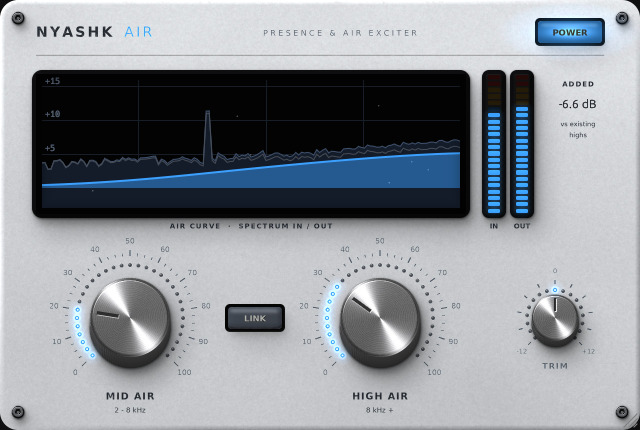 NYASHK AIR
PRESENCE & AIR EXCITER
POWER
+15
+10
+5
ADDED
-6.6 dB
vs existing
highs
IN OUT
AIR CURVE · SPECTRUM IN / OUT
0 10 20 30 40 50 60 70 80 90 100
MID AIR
2 - 8 kHz
LINK
0 10 20 30 40 50 60 70 80 90 100
HIGH AIR
8 kHz +
-12 0 +12
TRIM